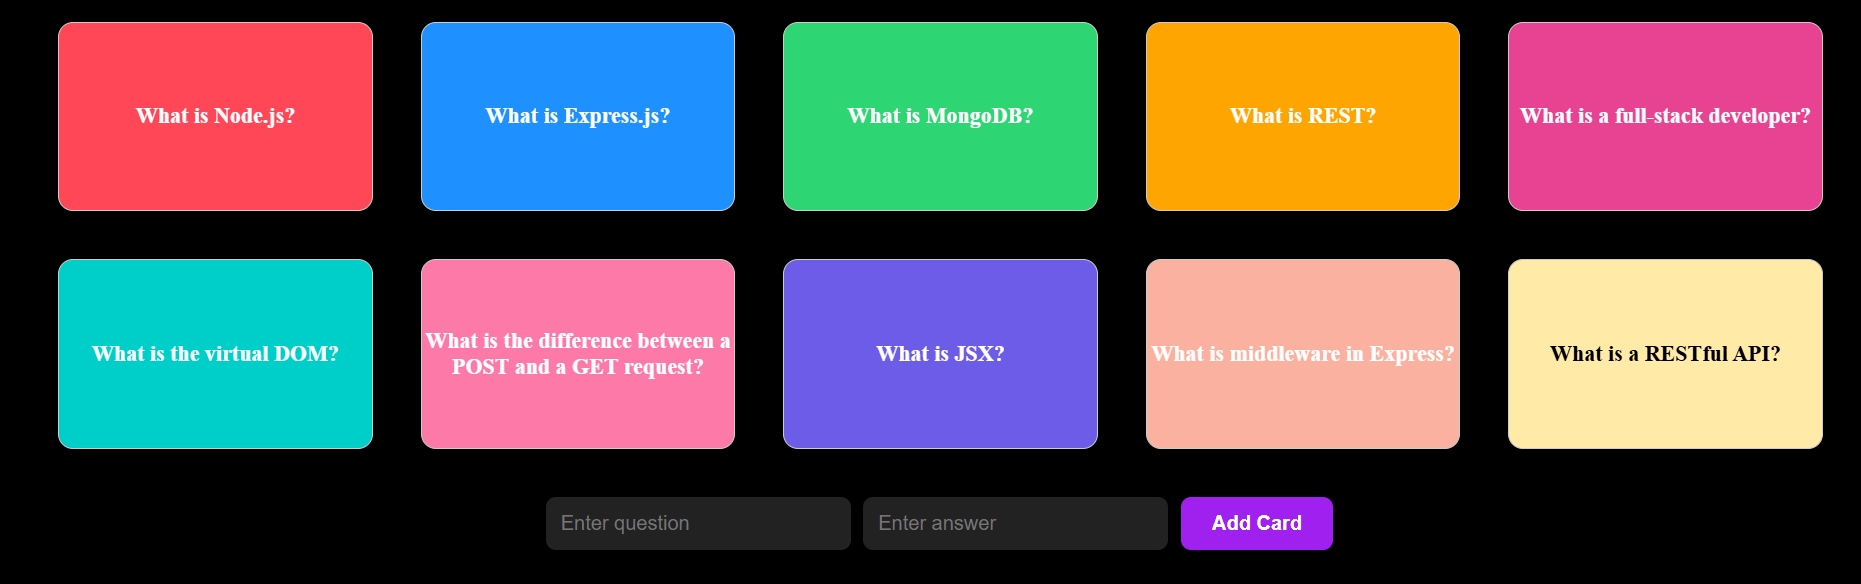 What is Node.js?
What is Express.js?
What is MongoDB?
What is REST?
What is a full-stack developer?
What is the virtual DOM?
What is the difference between a
POST and a GET request?
What is JSX?
What is middleware in Express?
What is a RESTful API?
Enter question
Enter answer
Add Card